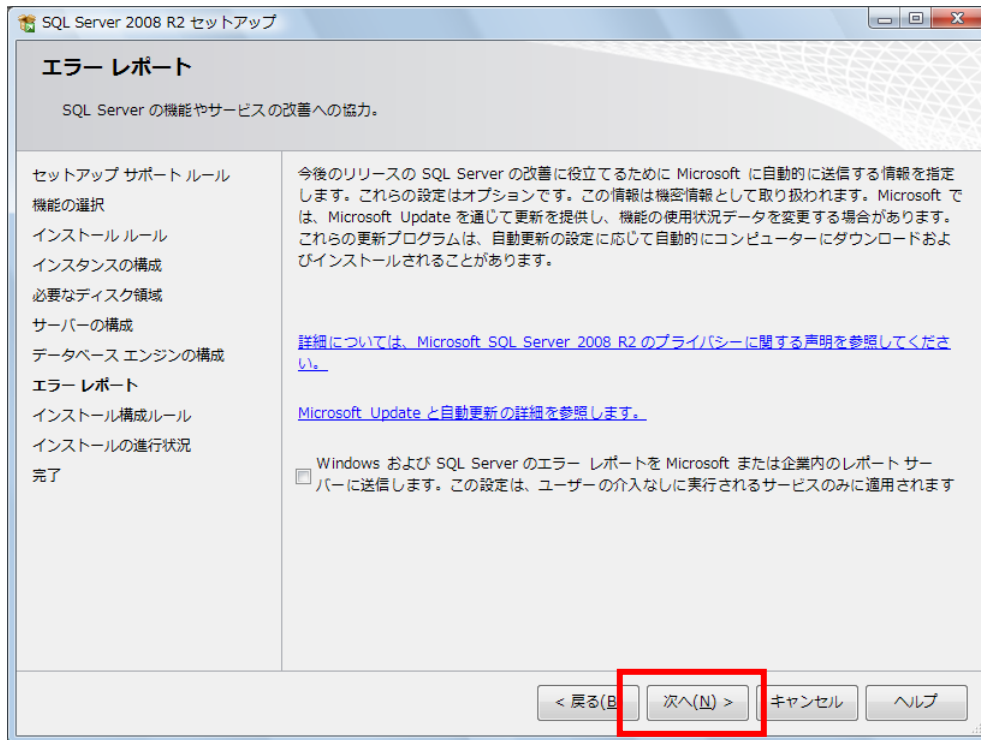 SQL Server 2008 R2 セットアップ
エラー レポート
SQL Server の機能やサービスの改善への協力。
セットアップ サポート ルール
機能の選択
インストール ルール
インスタンスの構成
必要なディスク領域
サーバーの構成
データベース エンジンの構成
エラー レポート
インストール構成ルール
インストールの進行状況
完了
今後のリリースの SQL Server の改善に役立てるために Microsoft に自動的に送信する情報を指定
します。これらの設定はオプションです。この情報は機密情報として取り扱われます。Microsoft で
は、Microsoft Update を通じて更新を提供し、機能の使用状況データを変更する場合があります。
これらの更新プログラムは、自動更新の設定に応じて自動的にコンピューターにダウンロードおよ
びインストールされることがあります。
詳細については、Microsoft SQL Server 2008 R2 のプライバシーに関する声明を参照してくださ
い。
Microsoft Update と自動更新の詳細を参照します。
Windows および SQL Server のエラー レポートを Microsoft または企業内のレポート サー
バーに送信します。この設定は、ユーザーの介入なしに実行されるサービスのみに適用されます
< 戻る(B
次へ(N) >
キャンセル
ヘルプ